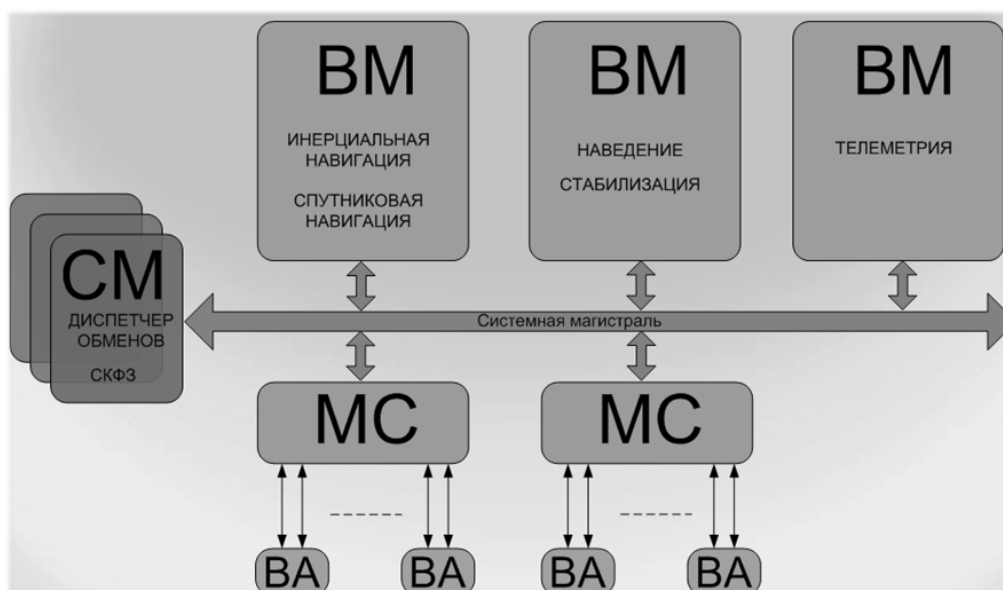 ВМ
ИНЕРЦИАЛЬНАЯ
НАВИГАЦИЯ
СПУТНИКОВАЯ
НАВИГАЦИЯ
ВМ
НАВЕДЕНИЕ
СТАБИЛИЗАЦИЯ
ВМ
ТЕЛЕМЕТРИЯ
СМ
ДИСПЕТЧЕР
ОБМЕНОВ
СКФЗ
Системная магистраль
МС
МС
ВА
ВА
ВА
ВА